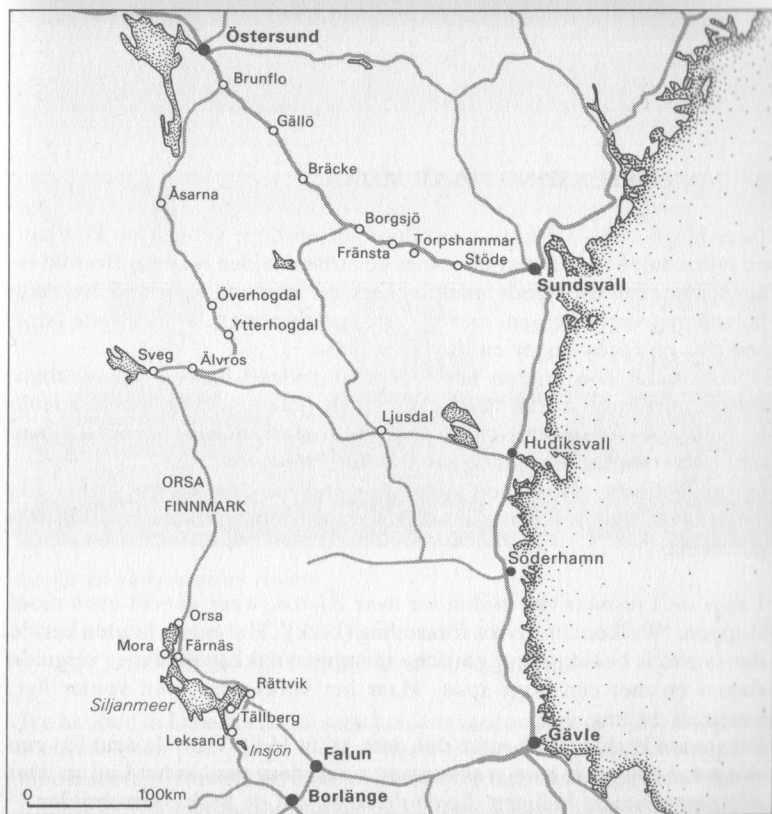 Östersund
Brunflo
Gällö
Bräcke
Åsarna
Borgsjö
Fränsta
Torpshammar
Stöde
Sundsvall
Överhogdal
Ytterhogdal
Sveg
Älvros
Ljusdal
Hudiksvall
ORSA
FINNMARK
Söderhamn
Orsa
Mora
Färnäs
Rättvik
Siljanmeer
Tällberg
Leksand
Insjön
Falun
Gävle
0 100km
Borlänge